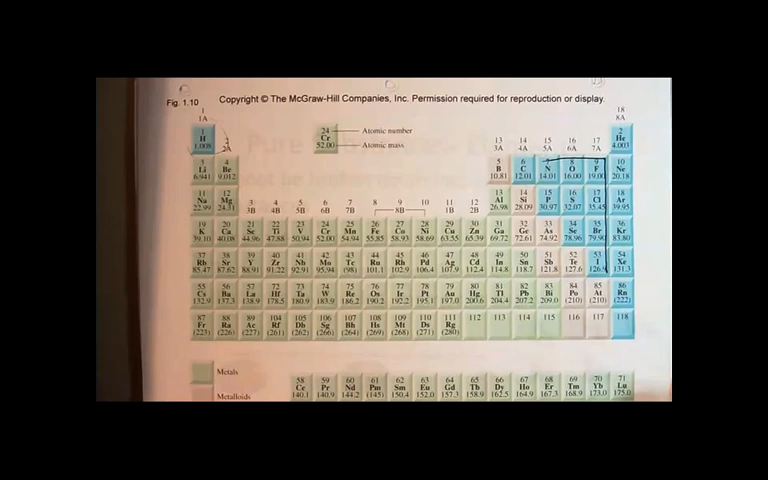 Fig. 1.10 Copyright © The McGraw-Hill Companies, Inc. Permission required for reproduction or display.
1 18
1A 8A
1 2 24 Atomic number 13 14 15 16 17 2
H 2A Cr Atomic mass 3A 4A 5A 6A 7A He
1.008 52.00 4.003
3 4 5 6 7 8 9 10
Li Be B C N O F Ne
6.941 9.012 10.81 12.01 14.01 16.00 19.00 20.18
11 12 13 14 15 16 17 18
Na Mg 3 4 5 6 7 8 9 10 11 12 Al Si P S Cl Ar
22.99 24.31 3B 4B 5B 6B 7B 8B 1B 2B 26.98 28.09 30.97 32.07 35.45 39.95
19 20 21 22 23 24 25 26 27 28 29 30 31 32 33 34 35 36
K Ca Sc Ti V Cr Mn Fe Co Ni Cu Zn Ga Ge As Se Br Kr
39.10 40.08 44.96 47.88 50.94 52.00 54.94 55.85 58.93 58.69 63.55 65.39 69.72 72.61 74.92 78.96 79.90 83.80
37 38 39 40 41 42 43 44 45 46 47 48 49 50 51 52 53 54
Rb Sr Y Zr Nb Mo Tc Ru Rh Pd Ag Cd In Sn Sb Te I Xe
85.47 87.62 88.91 91.22 92.91 95.94 (98) 101.1 102.9 106.4 107.9 112.4 114.8 118.7 121.8 127.6 126.9 131.3
55 56 57 72 73 74 75 76 77 78 79 80 81 82 83 84 85 86
Cs Ba La Hf Ta W Re Os Ir Pt Au Hg Tl Pb Bi Po At Rn
132.9 137.3 138.9 178.5 180.9 183.9 186.2 190.2 192.2 195.1 197.0 200.6 204.4 207.2 209.0 (210) (210) (222)
87 88 89 104 105 106 107 108 109 110 111 112 113 114 115 116 117 118
Fr Ra Ac Rf Db Sg Bh Hs Mt Ds Rg
(223) (226) (227) (261) (262) (266) (264) (269) (268) (271) (280)
Metals
58 59 60 61 62 63 64 65 66 67 68 69 70 71
Ce Pr Nd Pm Sm Eu Gd Tb Dy Ho Er Tm Yb Lu
Metalloids 140.1 140.9 144.2 (145) 150.4 152.0 157.3 158.9 162.5 164.9 167.3 168.9 173.0 175.0